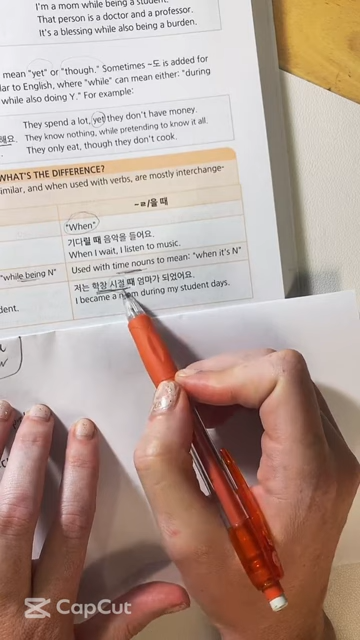 I'm a mom while being a student.
That person is a doctor and a professor.
It's a blessing while also being a burden.
mean "yet" or "though." Sometimes -도 is added for
lar to English, where "while" can mean either: "during
while also doing Y." For example:
They spend a lot, yet they don't have money.
해요. They know nothing, while pretending to know it all.
They only eat, though they don't cook.
WHAT'S THE DIFFERENCE?
similar, and when used with verbs, are mostly interchange-
-ㄹ/을 때
"When"
기다릴 때 음악을 들어요.
When I wait, I listen to music.
"while being N"
Used with time nouns to mean: "when it's N"
저는 학창 시절 때 엄마가 되었어요.
dent.
I became a mom during my student days.
CapCut